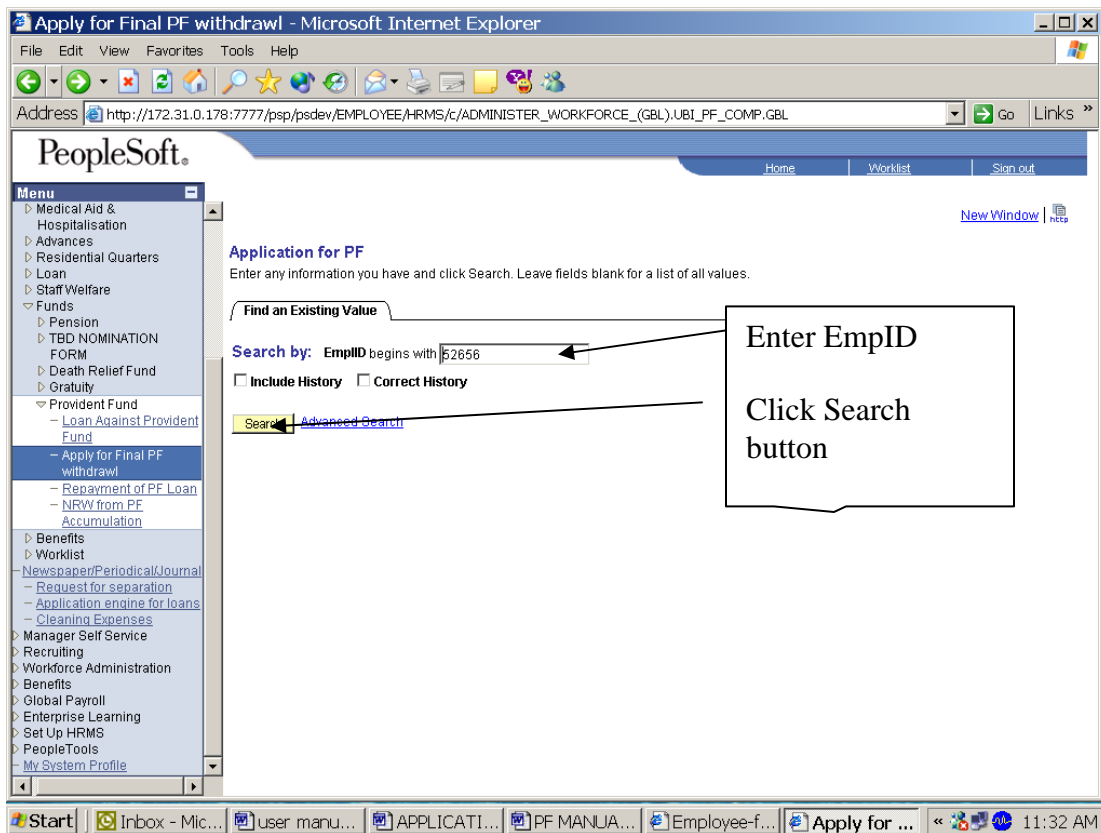 Apply for Final PF withdrawl - Microsoft Internet Explorer
File Edit View Favorites Tools Help
Address http://172.31.0.178:7777/psp/psdev/EMPLOYEE/HRMS/c/ADMINISTER_WORKFORCE_(GBL).UBI_PF_COMP.GBL Go Links »
PeopleSoft®
Home Worklist Sign out
Menu
Medical Aid &
Hospitalisation
Advances
Residential Quarters
Loan
Staff Welfare
Funds
Pension
TBD NOMINATION
FORM
Death Relief Fund
Gratuity
Provident Fund
– Loan Against Provident
Fund
– Apply for Final PF
withdrawl
– Repayment of PF Loan
– NRW from PF
Accumulation
Benefits
Worklist
– Newspaper/Periodical/Journal
– Request for separation
– Application engine for loans
– Cleaning Expenses
Manager Self Service
Recruiting
Workforce Administration
Benefits
Global Payroll
Enterprise Learning
Set Up HRMS
PeopleTools
– My System Profile
New Window | http
Application for PF
Enter any information you have and click Search. Leave fields blank for a list of all values.
Find an Existing Value
Search by: EmplID begins with 52656
Include History Correct History
Search Advanced Search
Enter EmpID
Click Search
button
Start Inbox - Mic... user manu... APPLICATI... PF MANUA... Employee-f... Apply for ... « 11:32 AM